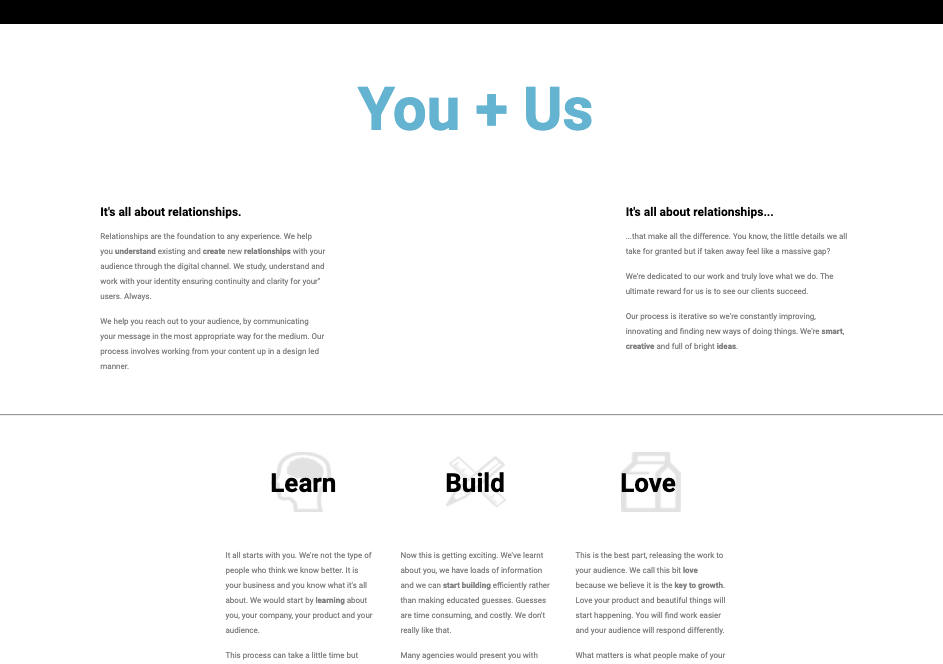 You + Us
It's all about relationships.
Relationships are the foundation to any experience. We help
you understand existing and create new relationships with your
audience through the digital channel. We study, understand and
work with your identity ensuring continuity and clarity for your"
users. Always.
We help you reach out to your audience, by communicating
your message in the most appropriate way for the medium. Our
process involves working from your content up in a design led
manner.
It's all about relationships...
...that make all the difference. You know, the little details we all
take for granted but if taken away feel like a massive gap?
We're dedicated to our work and truly love what we do. The
ultimate reward for us is to see our clients succeed.
Our process is iterative so we're constantly improving,
innovating and finding new ways of doing things. We're smart,
creative and full of bright ideas.
Learn
It all starts with you. We're not the type of
people who think we know better. It is
your business and you know what it's all
about. We would start by learning about
you, your company, your product and your
audience.
This process can take a little time but
Build
Now this is getting exciting. We've learnt
about you, we have loads of information
and we can start building efficiently rather
than making educated guesses. Guesses
are time consuming, and costly. We don't
really like that.
Many agencies would present you with
Love
This is the best part, releasing the work to
your audience. We call this bit love
because we believe it is the key to growth.
Love your product and beautiful things will
start happening. You will find work easier
and your audience will respond differently.
What matters is what people make of your